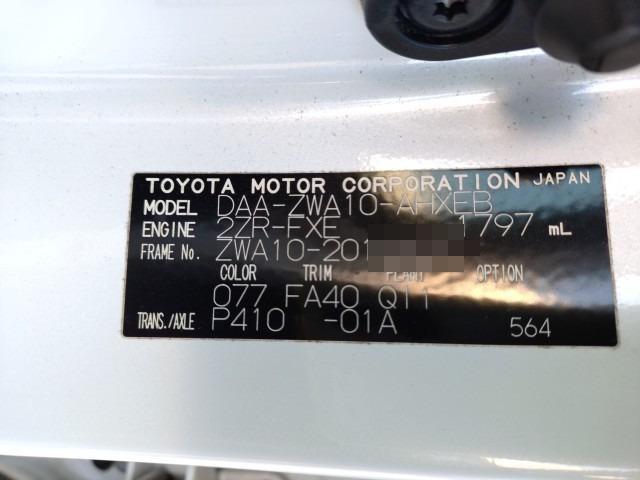 TOYOTA MOTOR CORPORATION JAPAN
MODEL DAA-ZWA10-AHXEB
ENGINE 2ZR-FXE 1797 mL
FRAME No. ZWA10-201
COLOR TRIM PLANT OPTION
077 FA40 Q11
TRANS./AXLE P410 -01A 564